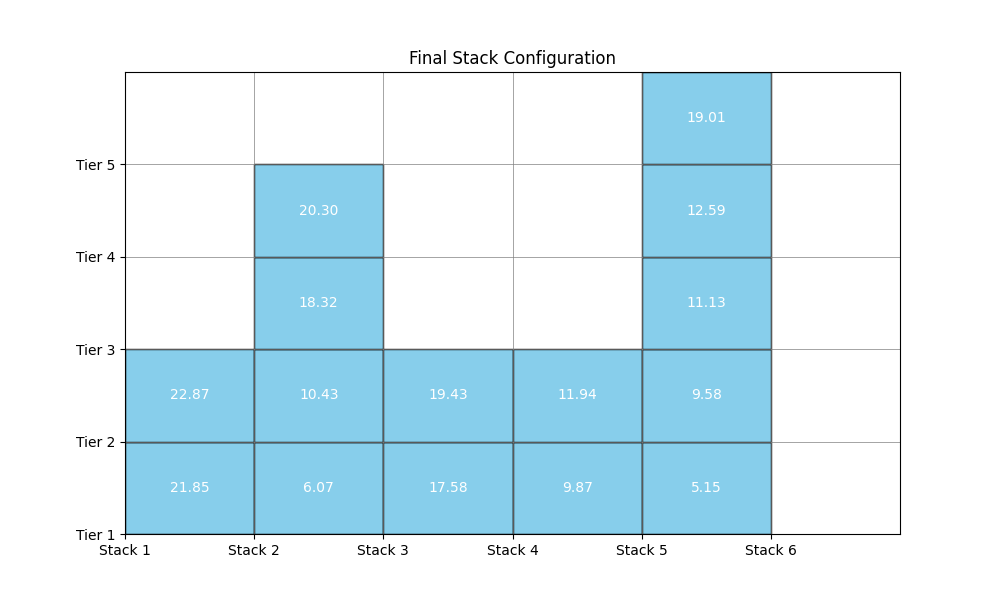 Final Stack Configuration
19.01
Tier 5
20.30 12.59
Tier 4
18.32 11.13
Tier 3
22.87 10.43 19.43 11.94 9.58
Tier 2
21.85 6.07 17.58 9.87 5.15
Tier 1
Stack 1 Stack 2 Stack 3 Stack 4 Stack 5 Stack 6